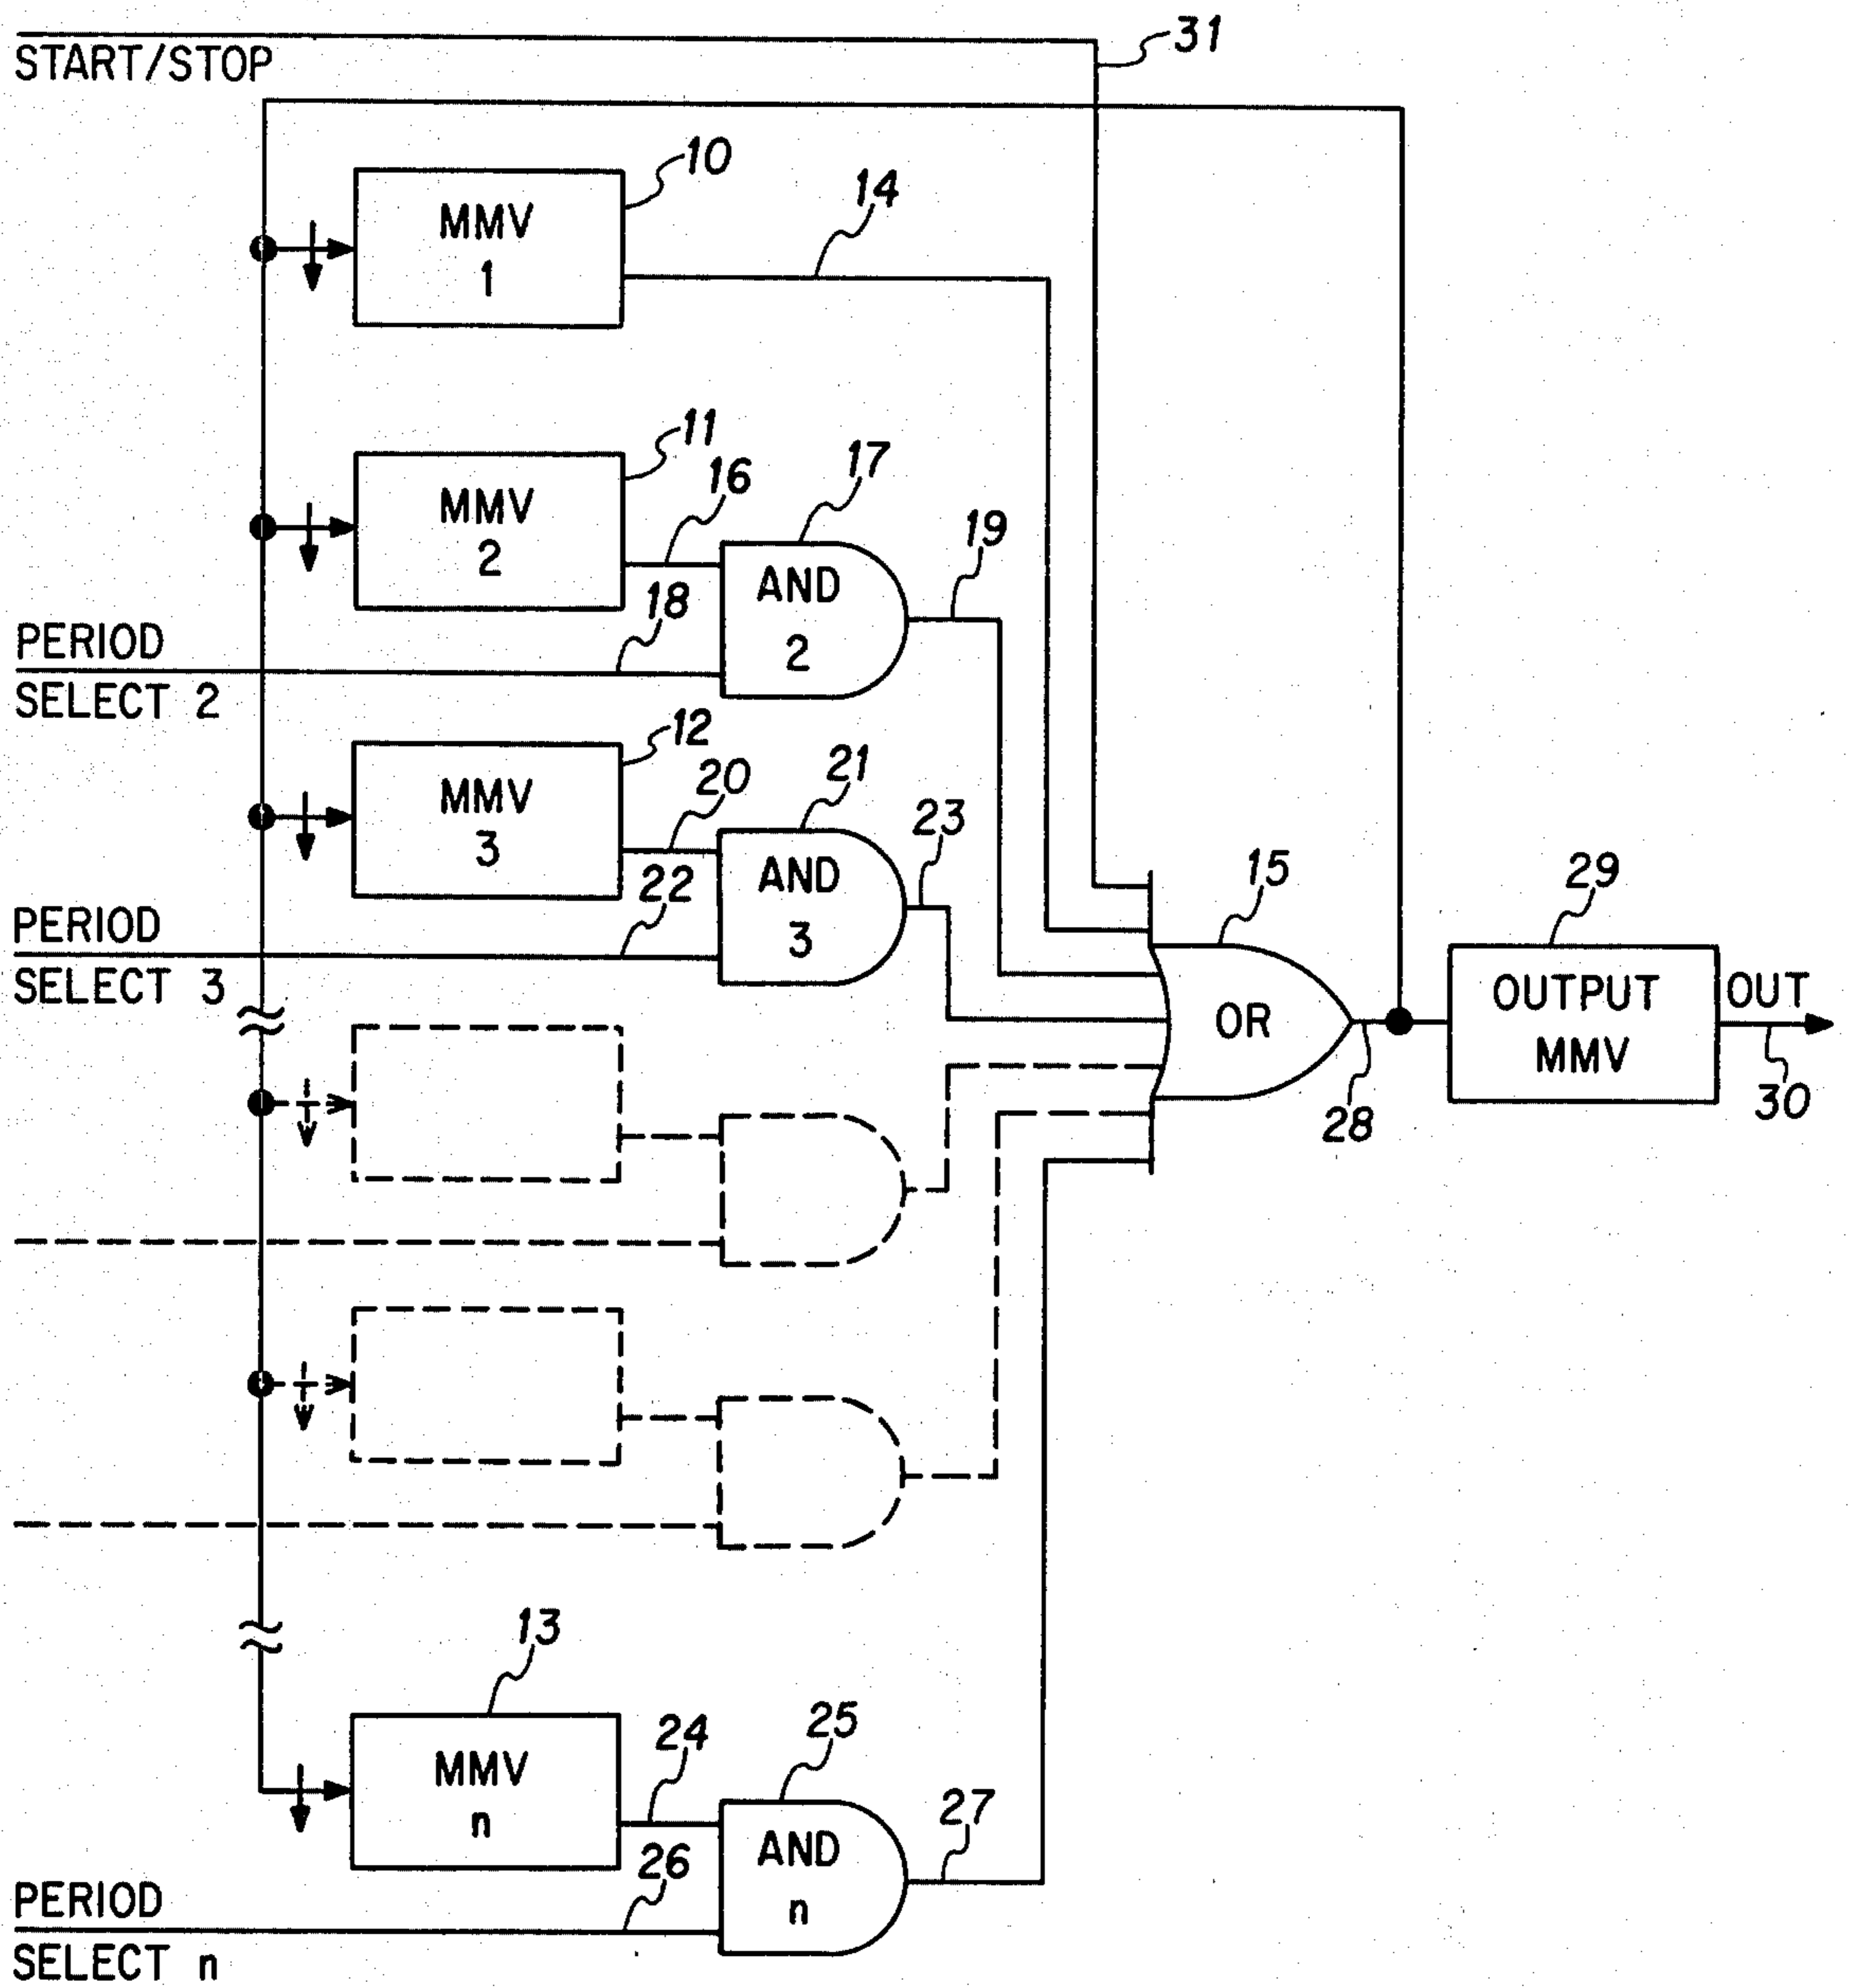 31
START/STOP
10
14
MMV
1
11
16
17
19
MMV
2
18
AND
2
PERIOD
SELECT 2
12
20
21
23
MMV
3
22
AND
3
15
29
PERIOD
SELECT 3
OR
OUTPUT
MMV
OUT
28
30
13
24
25
27
MMV
n
26
AND
n
PERIOD
SELECT n